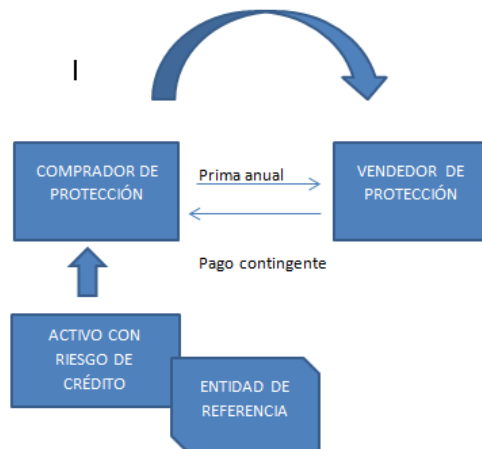 COMPRADOR DE
PROTECCIÓN
Prima anual
VENDEDOR DE
PROTECCIÓN
Pago contingente
ACTIVO CON
RIESGO DE
CRÉDITO
ENTIDAD DE
REFERENCIA